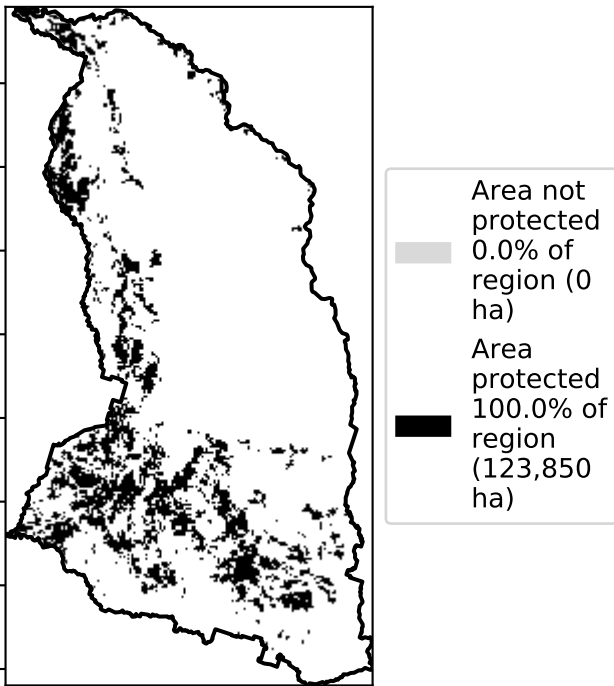 Area not
protected
0.0% of
region (0
ha)
Area
protected
100.0% of
region
(123,850
ha)